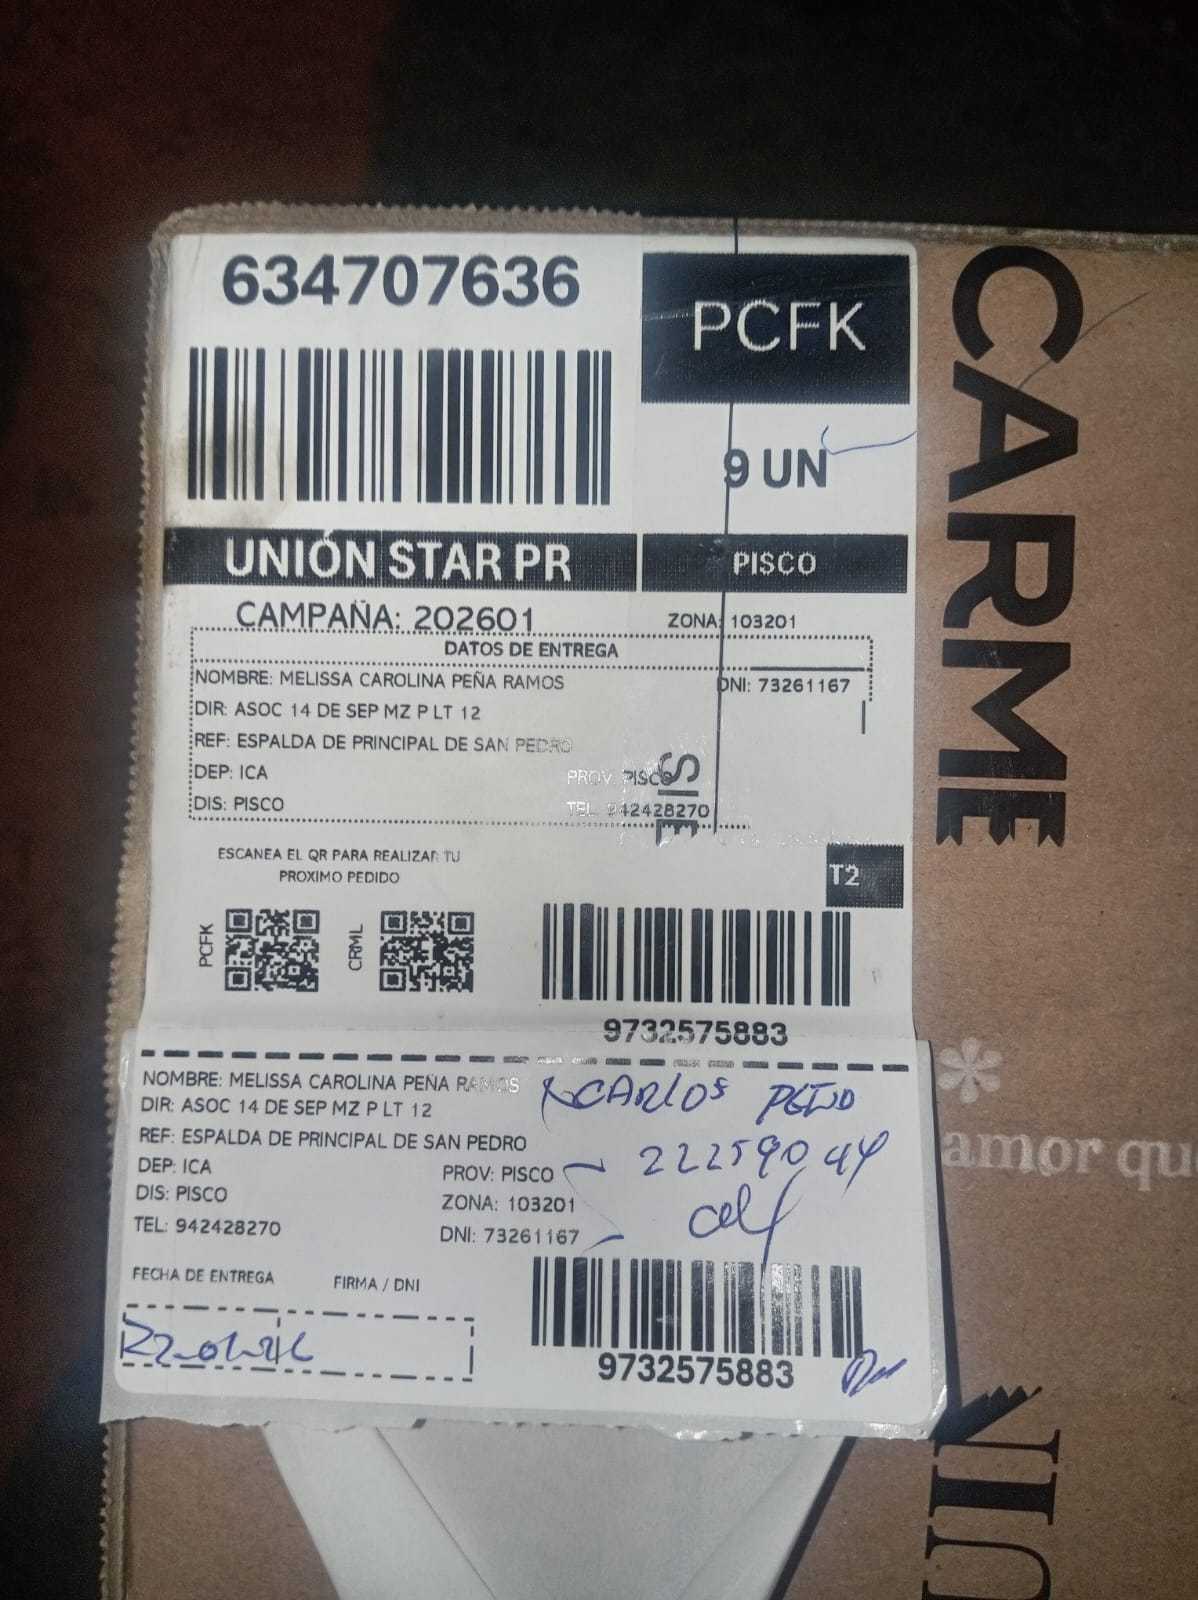 634707636
PCFK
9 UN
UNIÓN STAR PR
PISCO
CAMPAÑA: 202601
ZONA: 103201
DATOS DE ENTREGA
NOMBRE: MELISSA CAROLINA PEÑA RAMOS DNI: 73261167
DIR: ASOC 14 DE SEP MZ P LT 12
REF: ESPALDA DE PRINCIPAL DE SAN PEDRO
DEP: ICA PROV: PISCO
DIS: PISCO TEL: 942428270
ESCANEA EL QR PARA REALIZAR TU
PROXIMO PEDIDO
T2
PCFK
CRML
9732575883
NOMBRE: MELISSA CAROLINA PEÑA RAMOS
DIR: ASOC 14 DE SEP MZ P LT 12
REF: ESPALDA DE PRINCIPAL DE SAN PEDRO
DEP: ICA PROV: PISCO
DIS: PISCO ZONA: 103201
TEL: 942428270 DNI: 73261167
CARLOS
FECHA DE ENTREGA FIRMA / DNI
9732575883
CARME
amor qu